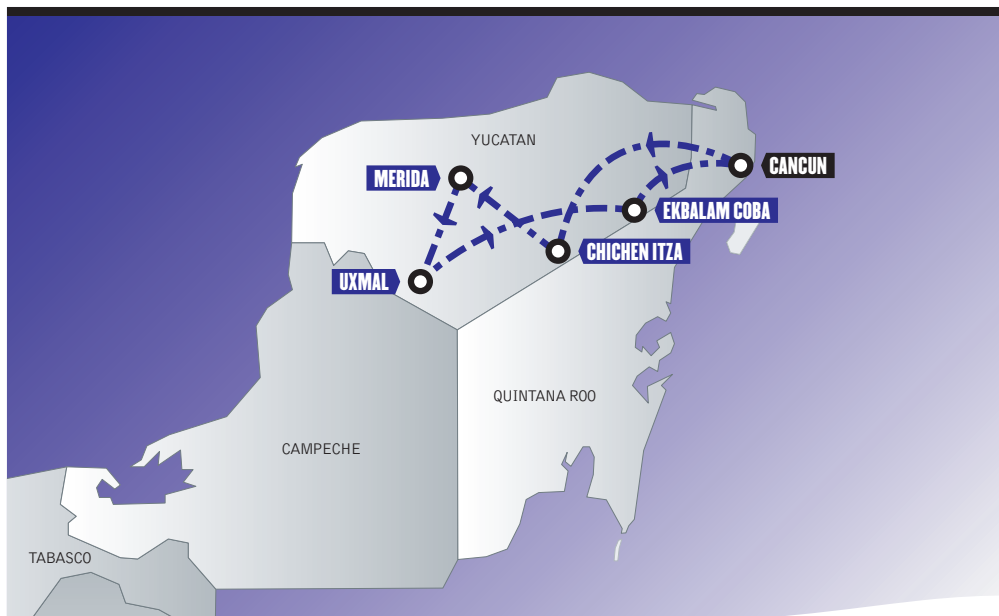 YUCATAN
CANCUN
MERIDA
EKBALAM COBA
CHICHEN ITZA
UXMAL
QUINTANA ROO
CAMPECHE
TABASCO